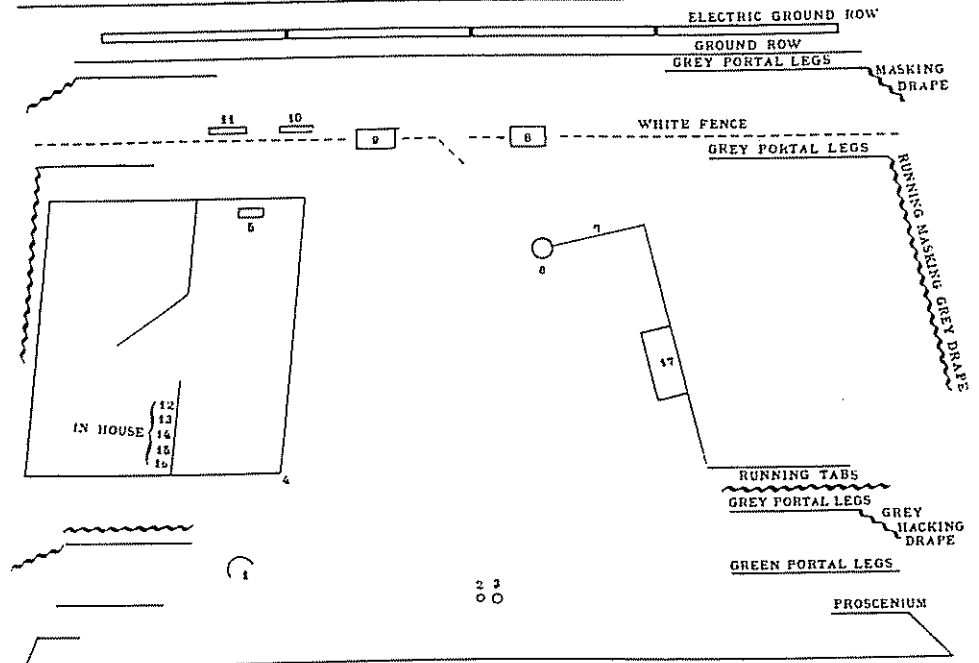 ELECTRIC GROUND ROW
GROUND ROW
GREY PORTAL LEGS
MASKING
DRAPE
11
10
9
8
WHITE FENCE
GREY PORTAL LEGS
RUNNING MASKING GREY DRAPE
5
7
6
17
IN HOUSE
12
13
14
15
16
4
RUNNING TABS
GREY PORTAL LEGS
GREY
HACKING
DRAPE
1
2 3
GREEN PORTAL LEGS
PROSCENIUM